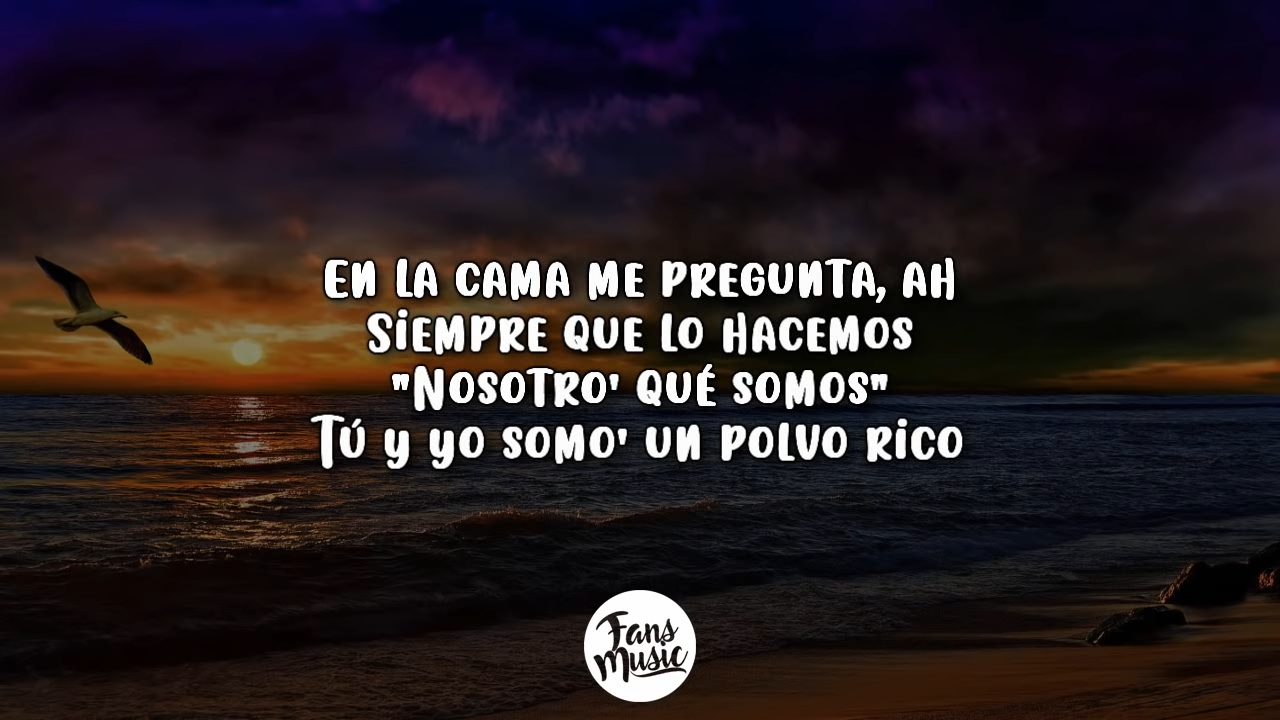 En la cama me pregunta, ah
Siempre que lo hacemos
"Nosotro' qué somos"
Tú y yo somo' un polvo rico
Fans
Music